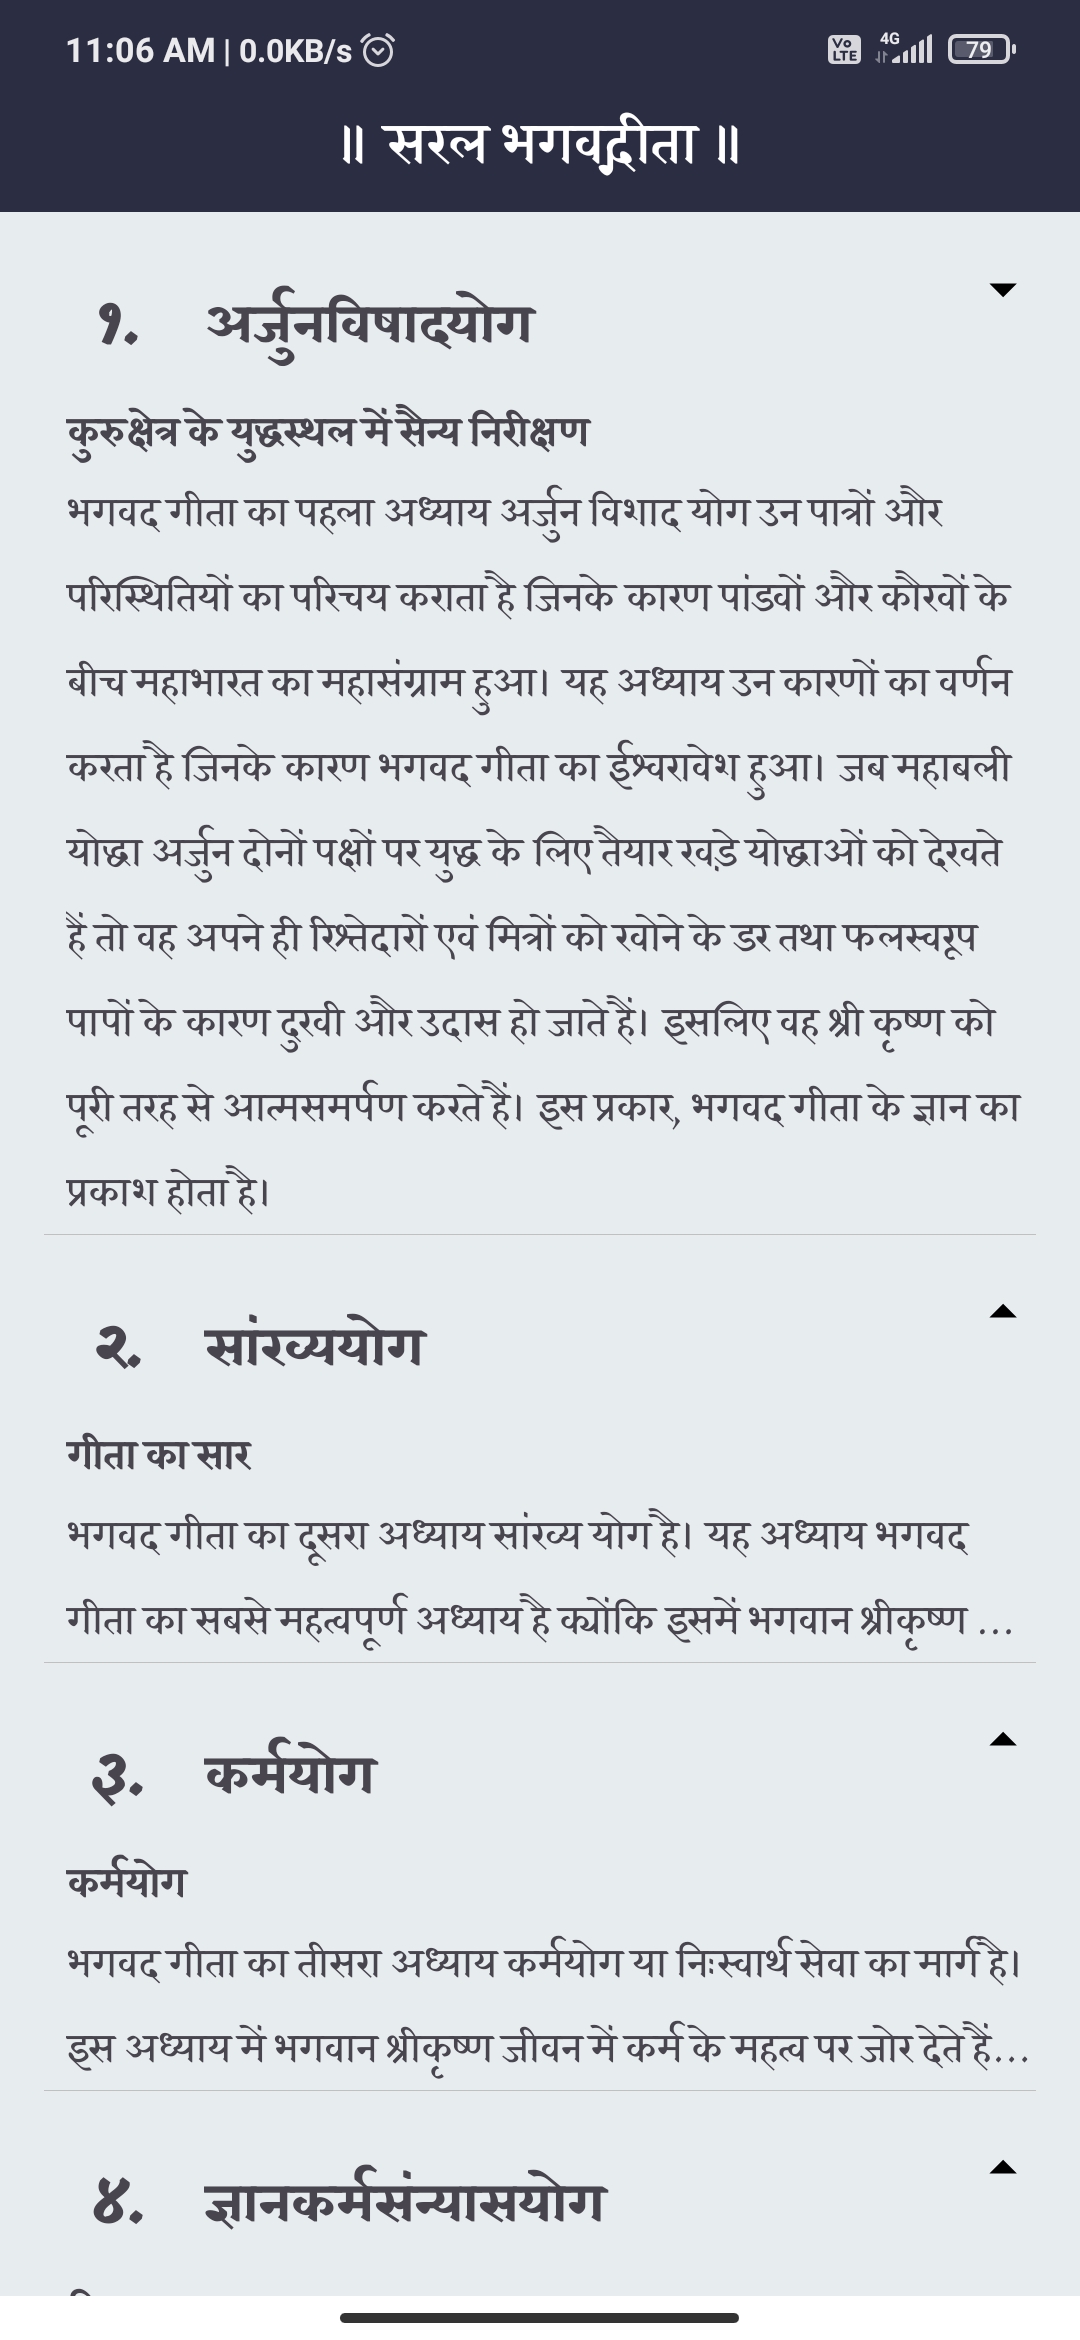 11:06 AM | 0.0KB/s
Vo LTE 4G 79
॥ सरल भगवद्गीता ॥
१. अर्जुनविषादयोग
कुरुक्षेत्र के युद्धस्थल में सैन्य निरीक्षण
भगवद गीता का पहला अध्याय अर्जुन विशाद योग उन पात्रों और
परिस्थितियों का परिचय कराता है जिनके कारण पांडवों और कौरवों के
बीच महाभारत का महासंग्राम हुआ। यह अध्याय उन कारणों का वर्णन
करता है जिनके कारण भगवद गीता का ईश्वरावेश हुआ। जब महाबली
योद्धा अर्जुन दोनों पक्षों पर युद्ध के लिए तैयार खड़े योद्धाओं को देखते
हैं तो वह अपने ही रिश्तेदारों एवं मित्रों को खोने के डर तथा फलस्वरूप
पापों के कारण दुखी और उदास हो जाते हैं। इसलिए वह श्री कृष्ण को
पूरी तरह से आत्मसमर्पण करते हैं। इस प्रकार, भगवद गीता के ज्ञान का
प्रकाश होता है।
२. सांख्ययोग
गीता का सार
भगवद गीता का दूसरा अध्याय सांख्य योग है। यह अध्याय भगवद
गीता का सबसे महत्वपूर्ण अध्याय है क्योंकि इसमें भगवान श्रीकृष्ण ...
३. कर्मयोग
कर्मयोग
भगवद गीता का तीसरा अध्याय कर्मयोग या निःस्वार्थ सेवा का मार्ग है।
इस अध्याय में भगवान श्रीकृष्ण जीवन में कर्म के महत्व पर जोर देते हैं...
४. ज्ञानकर्मसंन्यासयोग